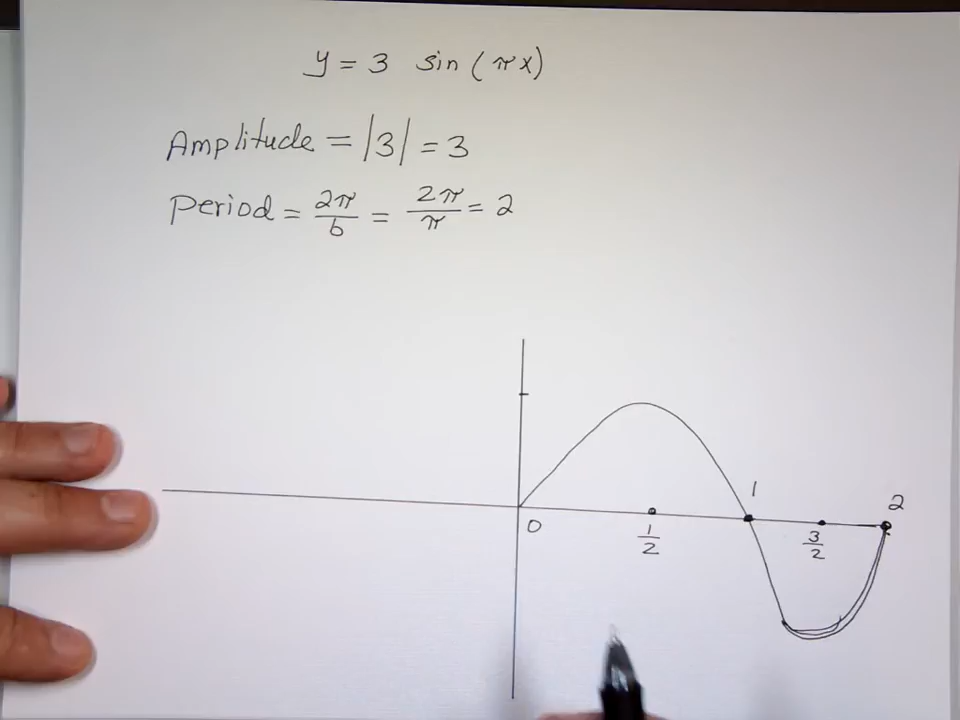 y = 3 sin (πx)
Amplitude = |3| = 3
Period = 2π/b = 2π/π = 2
1
2
0
1/2
3/2